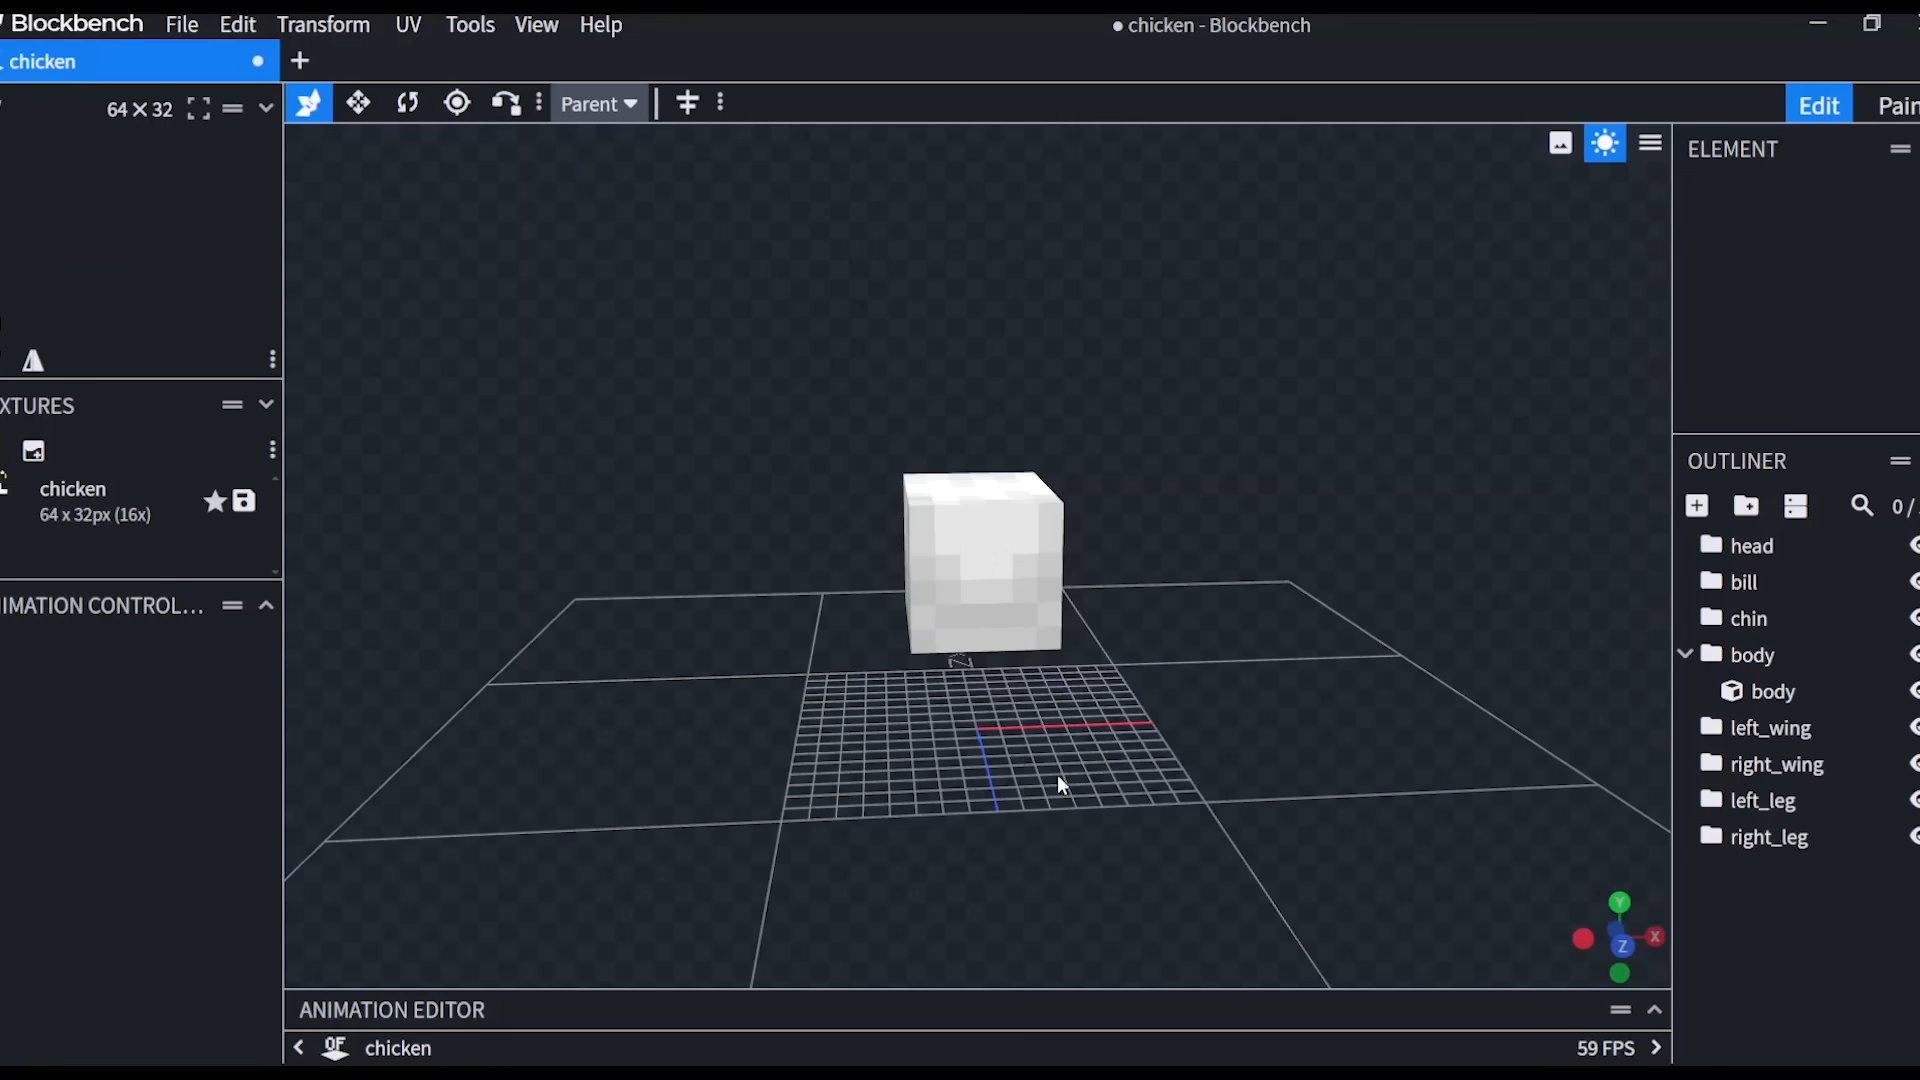 Blockbench File Edit Transform UV Tools View Help
● chicken - Blockbench
chicken
64 × 32
Parent
Edit
ELEMENT
XTURES
chicken
64 x 32px (16x)
OUTLINER
0 /
head
bill
chin
body
body
left_wing
right_wing
left_leg
right_leg
IMATION CONTROL...
N
Y
X
Z
ANIMATION EDITOR
OF chicken
59 FPS